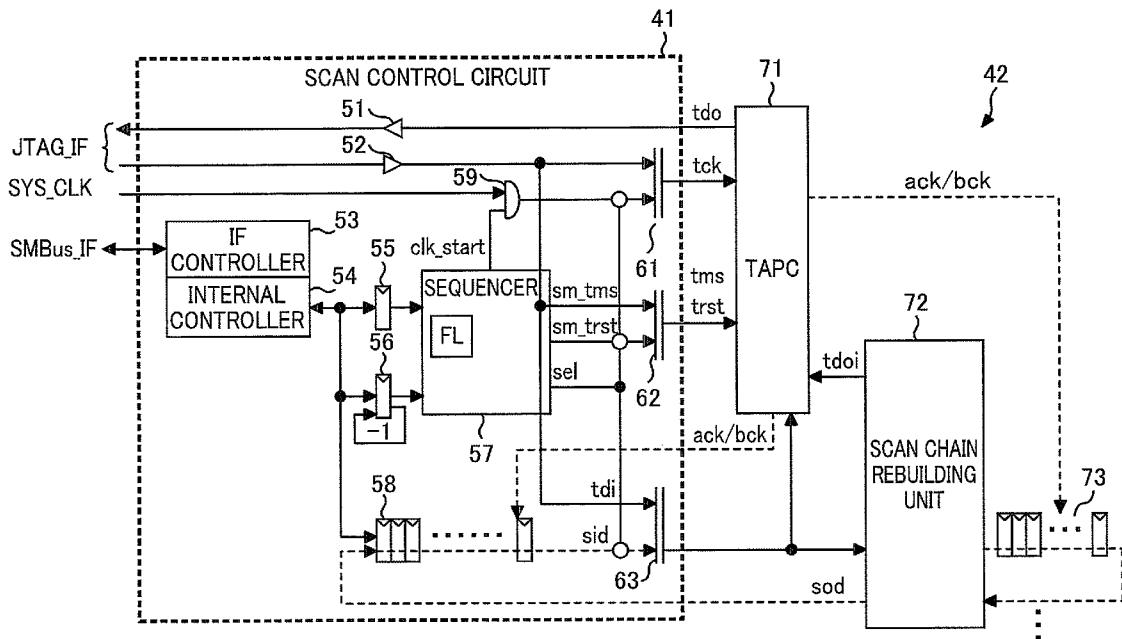 41
SCAN CONTROL CIRCUIT
71
42
51
tdo
JTAG_IF
52
59
tck
SYS_CLK
ack/bck
SMBus_IF
53
IF
CONTROLLER
54
INTERNAL
CONTROLLER
55
clk_start
61
TAPC
SEQUENCER
FL
57
sm_tms
sm_trst
sel
tms
trst
62
56
-1
72
tdoi
ack/bck
SCAN CHAIN
REBUILDING
UNIT
58
tdi
sid
63
73
sod